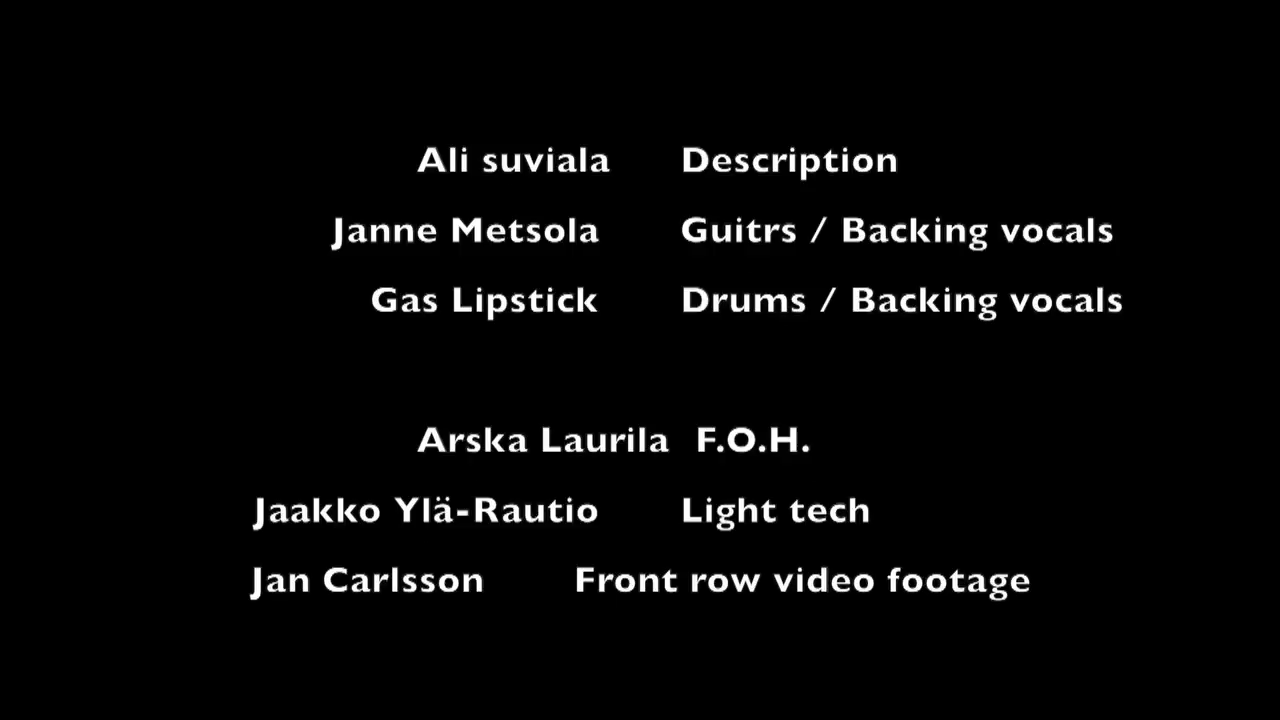 Ali suviala Description
Janne Metsola Guitrs / Backing vocals
Gas Lipstick Drums / Backing vocals
Arska Laurila F.O.H.
Jaakko Ylä-Rautio Light tech
Jan Carlsson Front row video footage